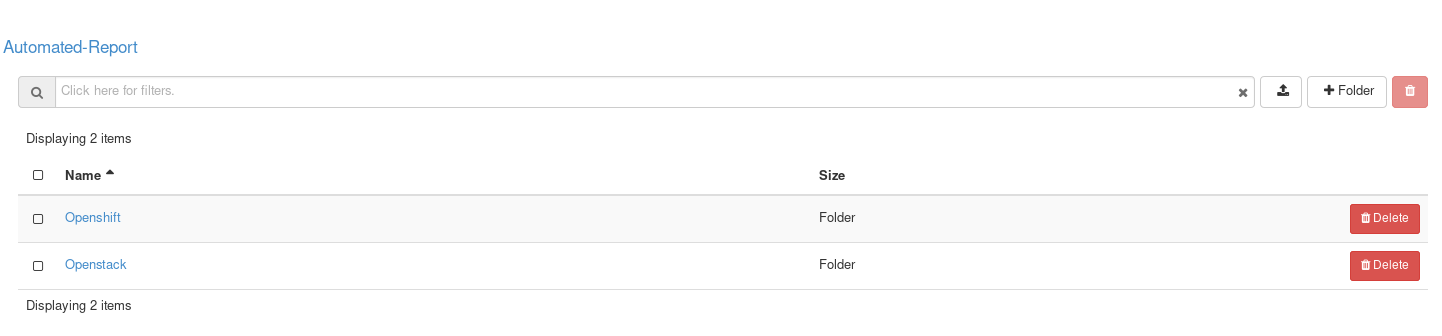 Automated-Report
Click here for filters.
Folder
Displaying 2 items
Name Size
Openshift Folder Delete
Openstack Folder Delete
Displaying 2 items